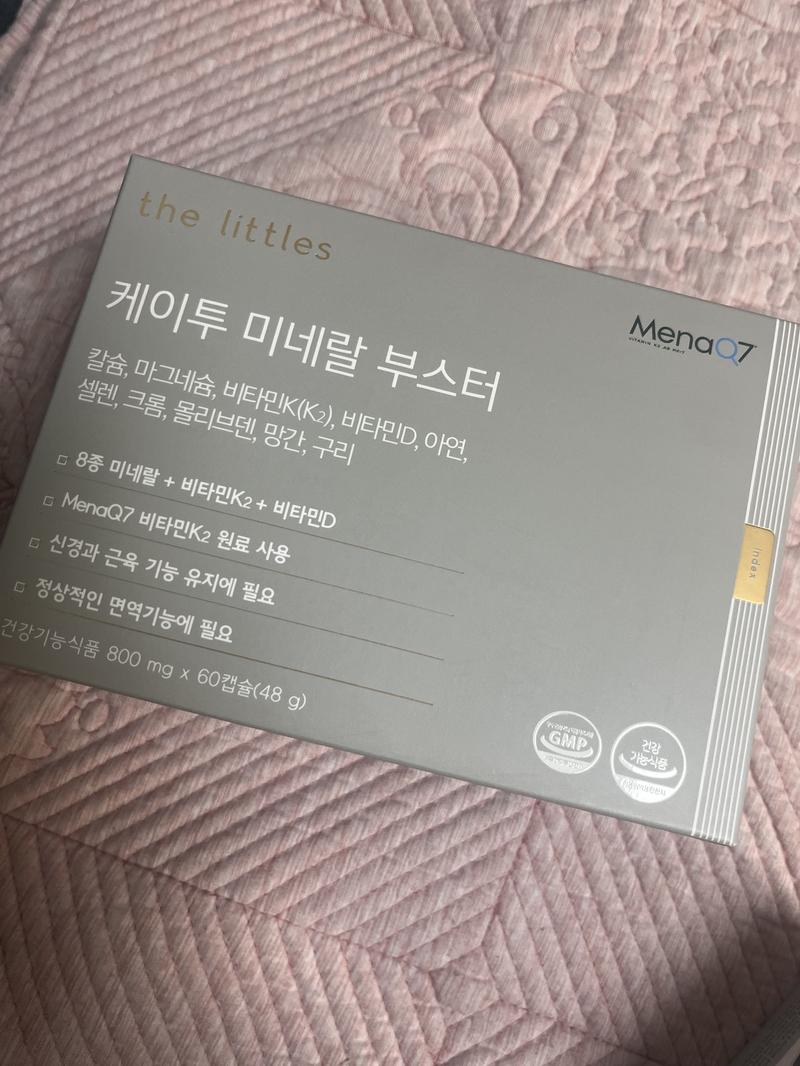 the littles
케이투 미네랄 부스터
MenaQ7
칼슘, 마그네슘, 비타민K(K2), 비타민D, 아연,
셀렌, 크롬, 몰리브덴, 망간, 구리
8종 미네랄 + 비타민K2 + 비타민D
MenaQ7 비타민K2 원료 사용
신경과 근육 기능 유지에 필요
정상적인 면역기능에 필요
건강기능식품 800 mg x 60캡슐(48 g)
index
GMP
건강
기능식품